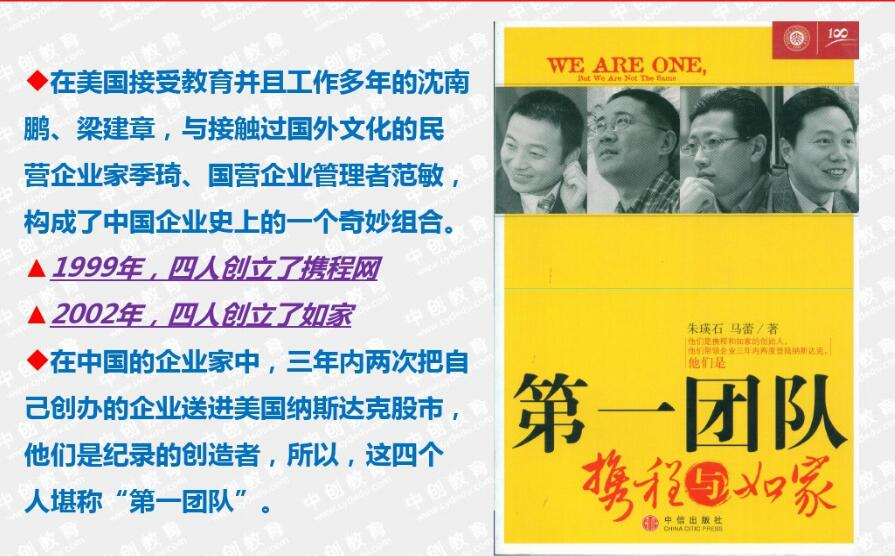 ◆在美国接受教育并且工作多年的沈南
鹏、梁建章，与接触过国外文化的民
营企业家季琦、国营企业管理者范敏，
构成了中国企业史上的一个奇妙组合。
▲1999年，四人创立了携程网
▲2002年，四人创立了如家
◆在中国的企业家中，三年内两次把自
己创办的企业送进美国纳斯达克股市，
他们是纪录的创造者，所以，这四个
人堪称“第一团队”。
100
WE ARE ONE,
But We Are Not The Same
朱瑛石 马蕾／著
他们是携程和如家的创始人，
他们带领企业三年内两度登陆纳斯达克，
他们是
第一团队
携程与如家
中信出版社
CHINA CITIC PRESS
中创教育
www.cydedu.com